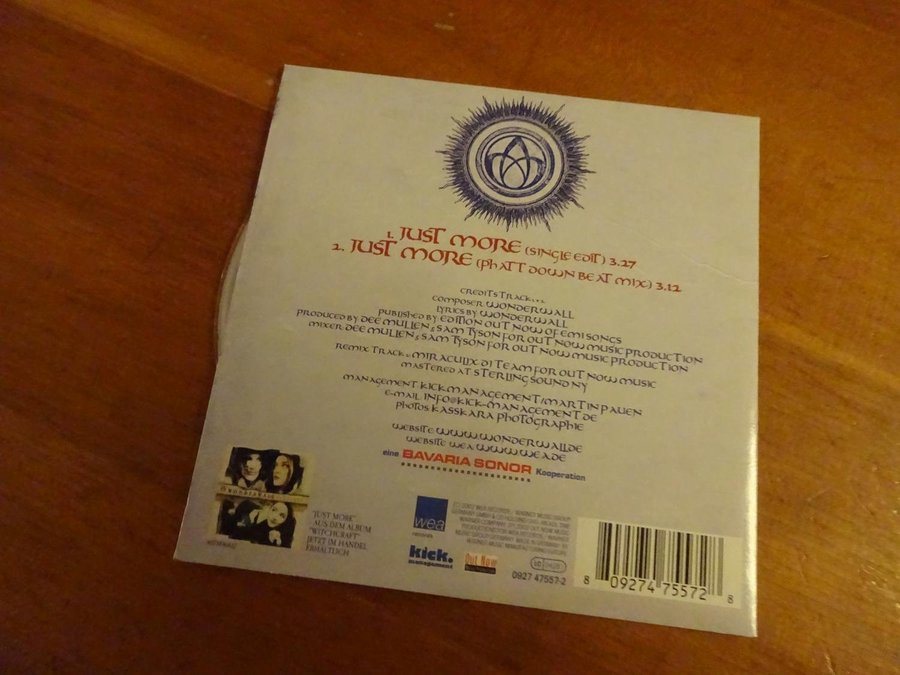 1. JUST MORE (SINGLE EDIT) 3.27
2. JUST MORE (PHATT DOWN BEAT MIX) 3.12
CREDITS TRACK 1+2
COMPOSER WONDERWALL
LYRICS BY WONDERWALL
PUBLISHED BY EDITION OUT NOW OF EMI SONGS
PRODUCED BY DEE MULLEN & SAM TYSON FOR OUT NOW MUSIC PRODUCTION
MIXER DEE MULLEN & SAM TYSON FOR OUT NOW MUSIC PRODUCTION
REMIX TRACK 2 MIRACULIX DJ TEAM FOR OUT NOW MUSIC
MASTERED AT STERLING SOUND NY
MANAGEMENT KICK MANAGEMENT/MARTIN PAUEN
E-MAIL INFO@KICK-MANAGEMENT.DE
PHOTOS KASSKARA PHOTOGRAPHIE
WEBSITE WWW.WONDERWALL.DE
WEBSITE WEA WWW.WEA.DE
eine BAVARIA SONOR Kooperation
WONDERWALL
"JUST MORE"
AUS DEM ALBUM
"WITCHCRAFT"
JETZT IM HANDEL
ERHÄLTLICH
wea
records
kick.
management
Out Now
0927 47557-2
8 09274 75572 8